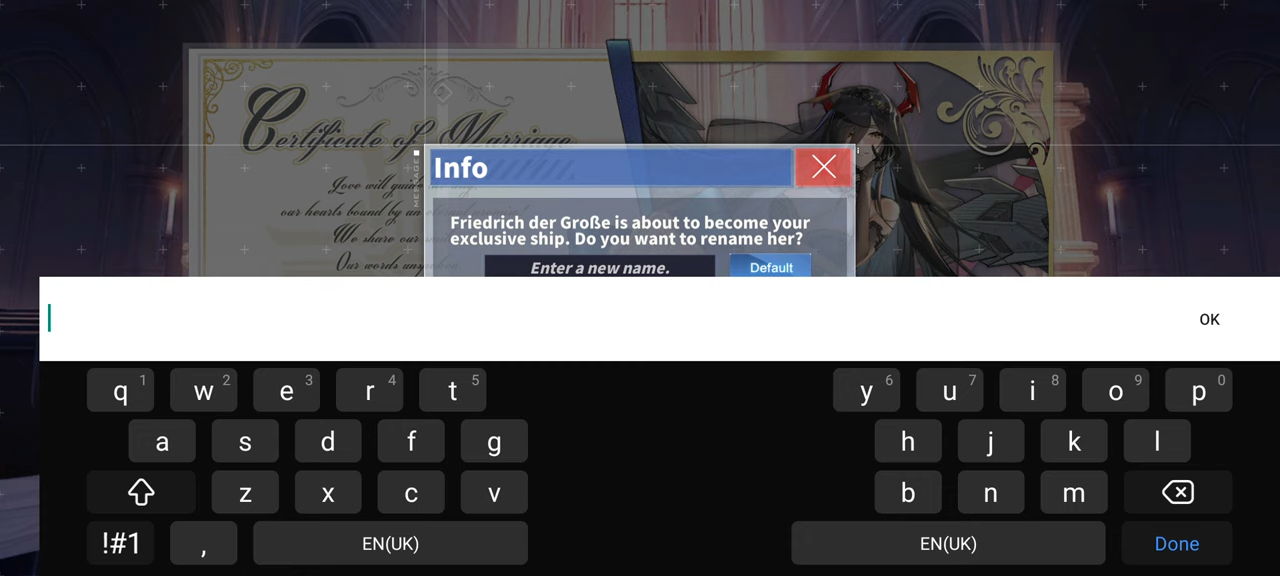 Certificate of Marriage
Info
MESSAGE
Love will guide
our hearts bound by an
We share our
Our words unspoken
Friedrich der Große is about to become your
exclusive ship. Do you want to rename her?
Enter a new name.
Default
OK
q 1 w 2 e 3 r 4 t 5 y 6 u 7 i 8 o 9 p 0
a s d f g h j k l
z x c v b n m
!#1 , EN(UK) EN(UK) Done